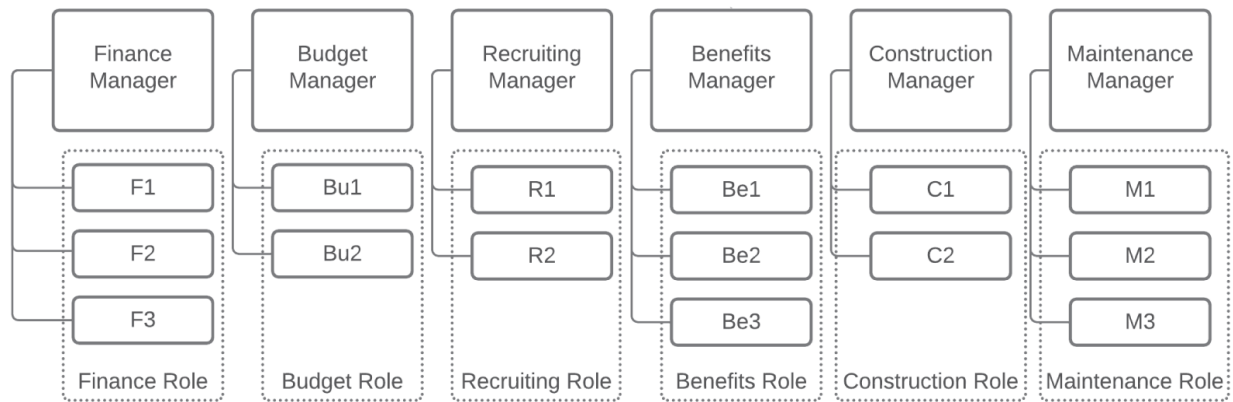 Finance
Manager
Budget
Manager
Recruiting
Manager
Benefits
Manager
Construction
Manager
Maintenance
Manager
F1
F2
F3
Finance Role
Bu1
Bu2
Budget Role
R1
R2
Recruiting Role
Be1
Be2
Be3
Benefits Role
C1
C2
Construction Role
M1
M2
M3
Maintenance Role